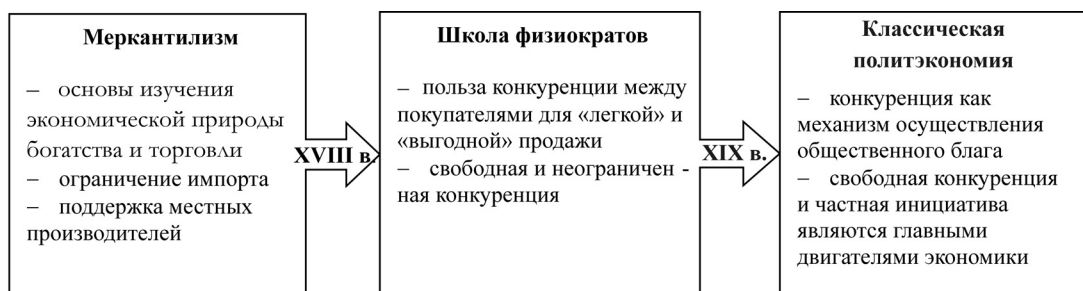 Меркантилизм
– основы изучения
экономической природы
богатства и торговли
– ограничение импорта
– поддержка местных
производителей
XVIII в.
Школа физиократов
– польза конкуренции между
покупателями для «легкой» и
«выгодной» продажи
– свободная и неограничен -
ная конкуренция
XIX в.
Классическая
политэкономия
– конкуренция как
механизм осуществления
общественного блага
– свободная конкуренция
и частная инициатива
являются главными
двигателями экономики